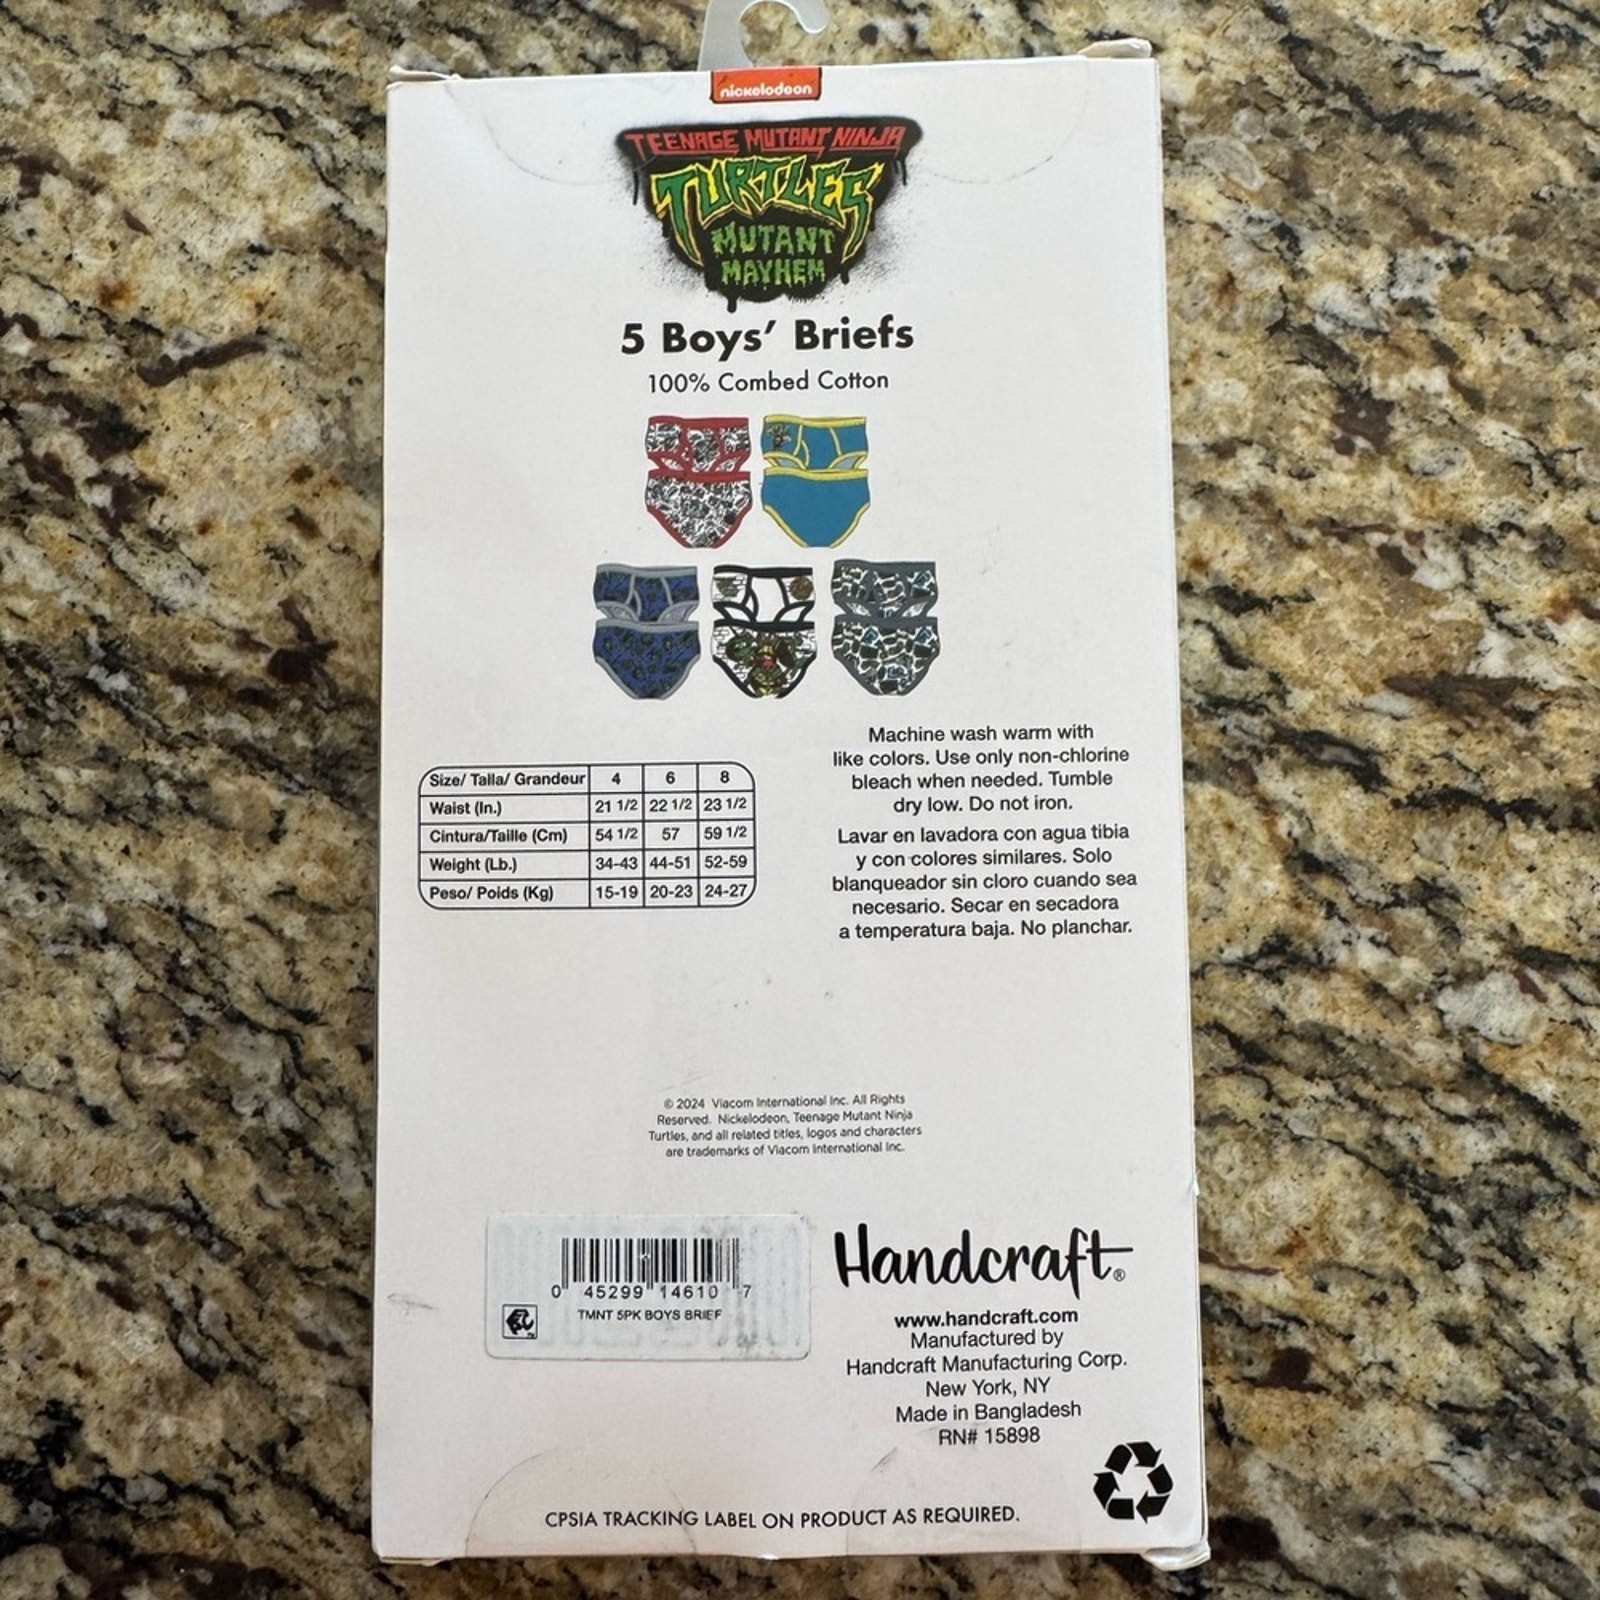 nickelodeon
TEENAGE MUTANT NINJA
TURTLES
MUTANT
MAYHEM
5 Boys' Briefs
100% Combed Cotton
Machine wash warm with
like colors. Use only non-chlorine
bleach when needed. Tumble
dry low. Do not iron.
Lavar en lavadora con agua tibia
y con colores similares. Solo
blanqueador sin cloro cuando sea
necesario. Secar en secadora
a temperatura baja. No planchar.
Size/ Talla/ Grandeur 4 6 8
Waist (In.) 21 1/2 22 1/2 23 1/2
Cintura/Taille (Cm) 54 1/2 57 59 1/2
Weight (Lb.) 34-43 44-51 52-59
Peso/ Poids (Kg) 15-19 20-23 24-27
© 2024 Viacom International Inc. All Rights
Reserved. Nickelodeon, Teenage Mutant Ninja
Turtles, and all related titles, logos and characters
are trademarks of Viacom International Inc.
0 45299 14610 7
TMNT 5PK BOYS BRIEF
Handcraft®
www.handcraft.com
Manufactured by
Handcraft Manufacturing Corp.
New York, NY
Made in Bangladesh
RN# 15898
CPSIA TRACKING LABEL ON PRODUCT AS REQUIRED.